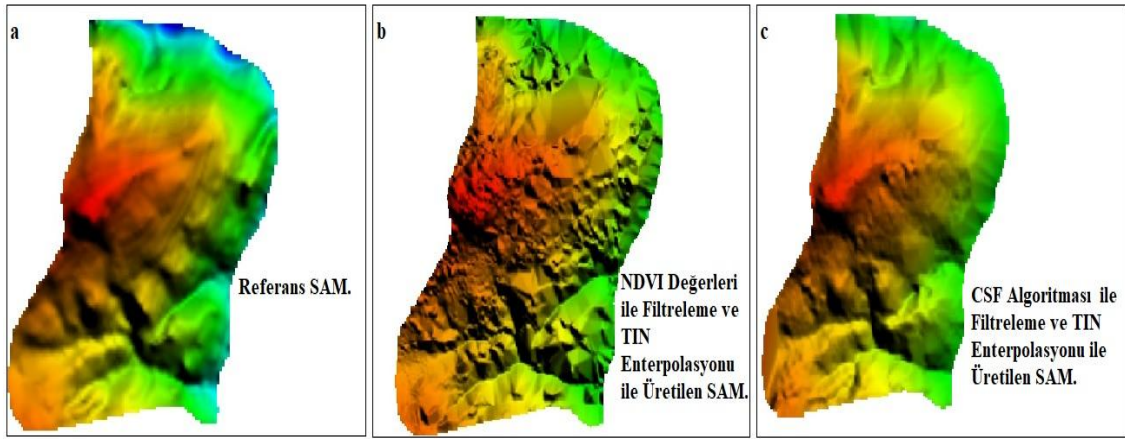 a
Referans SAM.
b
NDVI Değerleri
ile Filtreleme ve
TIN
Enterpolasyonu
ile Üretilen SAM.
c
CSF Algoritması ile
Filtreleme ve TIN
Enterpolasyonu ile
Üretilen SAM.